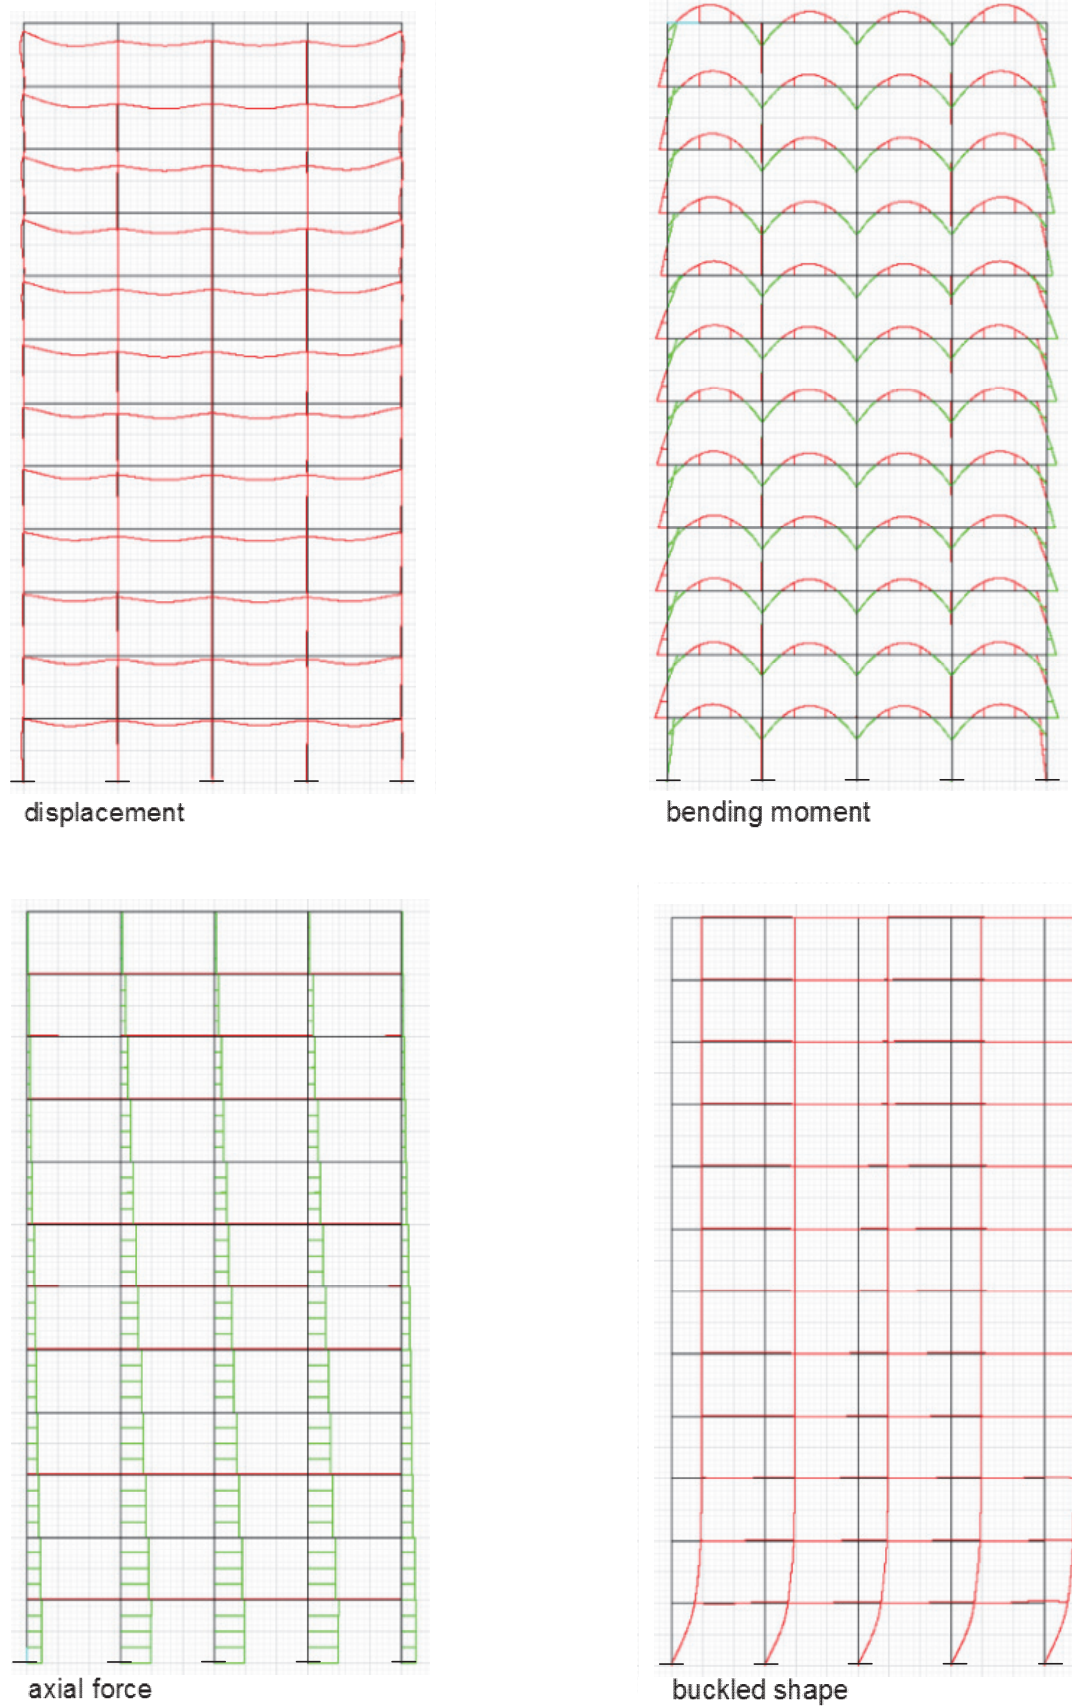 displacement
bending moment
axial force
buckled shape